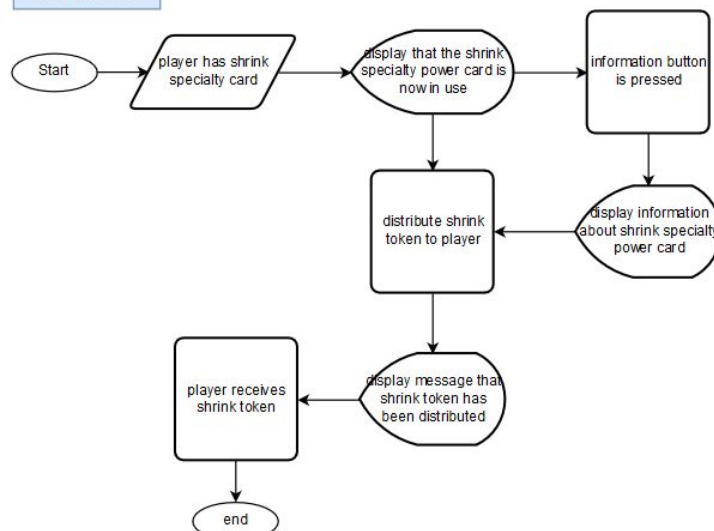 Start
player has shrink
specialty card
display that the shrink
specialty power card is
now in use
information button
is pressed
distribute shrink
token to player
display information
about shrink specialty
power card
player receives
shrink token
display message that
shrink token has
been distributed
end